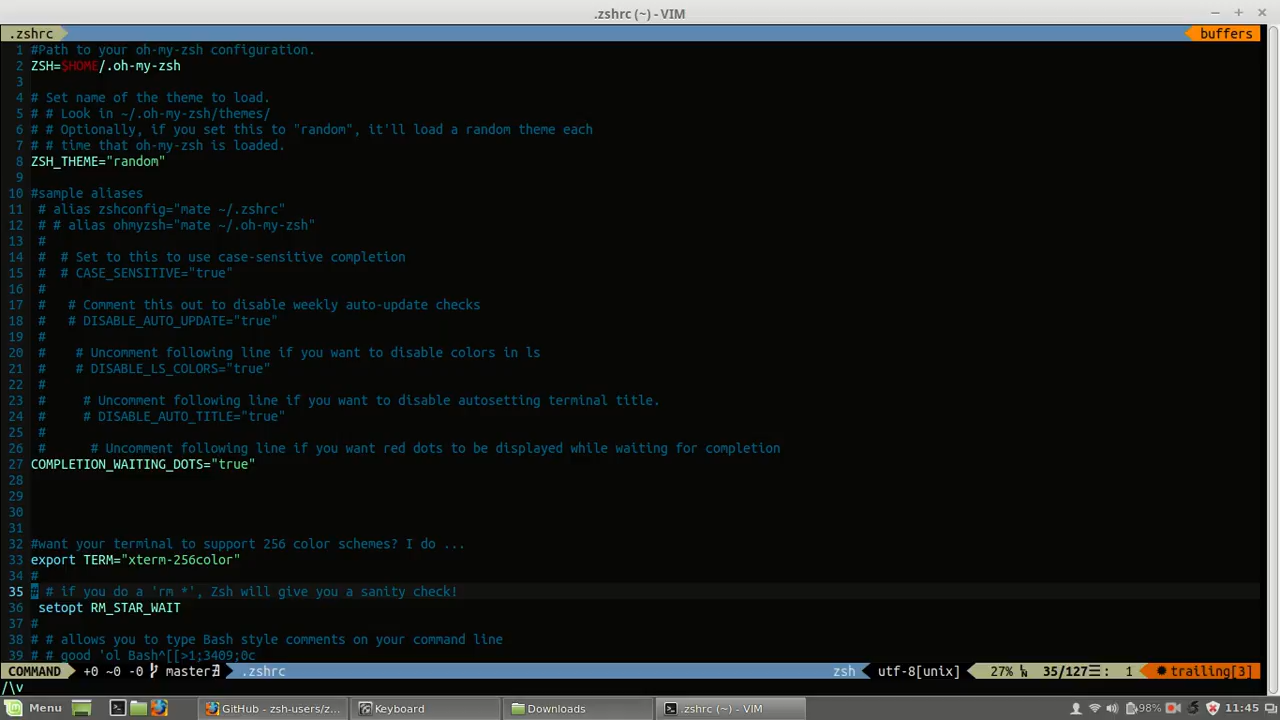 .zshrc (~) - VIM
.zshrc buffers
1 #Path to your oh-my-zsh configuration.
2 ZSH=$HOME/.oh-my-zsh
3
4 # Set name of the theme to load.
5 # # Look in ~/.oh-my-zsh/themes/
6 # # Optionally, if you set this to "random", it'll load a random theme each
7 # # time that oh-my-zsh is loaded.
8 ZSH_THEME="random"
9
10 #sample aliases
11  # alias zshconfig="mate ~/.zshrc"
12  # # alias ohmyzsh="mate ~/.oh-my-zsh"
13  #
14  #  # Set to this to use case-sensitive completion
15  #  # CASE_SENSITIVE="true"
16  #
17  #   # Comment this out to disable weekly auto-update checks
18  #   # DISABLE_AUTO_UPDATE="true"
19  #
20  #    # Uncomment following line if you want to disable colors in ls
21  #    # DISABLE_LS_COLORS="true"
22  #
23  #     # Uncomment following line if you want to disable autosetting terminal title.
24  #     # DISABLE_AUTO_TITLE="true"
25  #
26  #      # Uncomment following line if you want red dots to be displayed while waiting for completion
27 COMPLETION_WAITING_DOTS="true"
28
29
30
31
32 #want your terminal to support 256 color schemes? I do ...
33 export TERM="xterm-256color"
34 #
35 # # if you do a 'rm *', Zsh will give you a sanity check!
36  setopt RM_STAR_WAIT
37 #
38 # # allows you to type Bash style comments on your command line
39 # # good 'ol Bash^[[>1;3409;0c
COMMAND +0 ~0 -0 master .zshrc zsh utf-8[unix] 27% 35/127 : 1 trailing[3]
/\v
Menu GitHub - zsh-users/z... Keyboard Downloads .zshrc (~) - VIM 98% 11:45